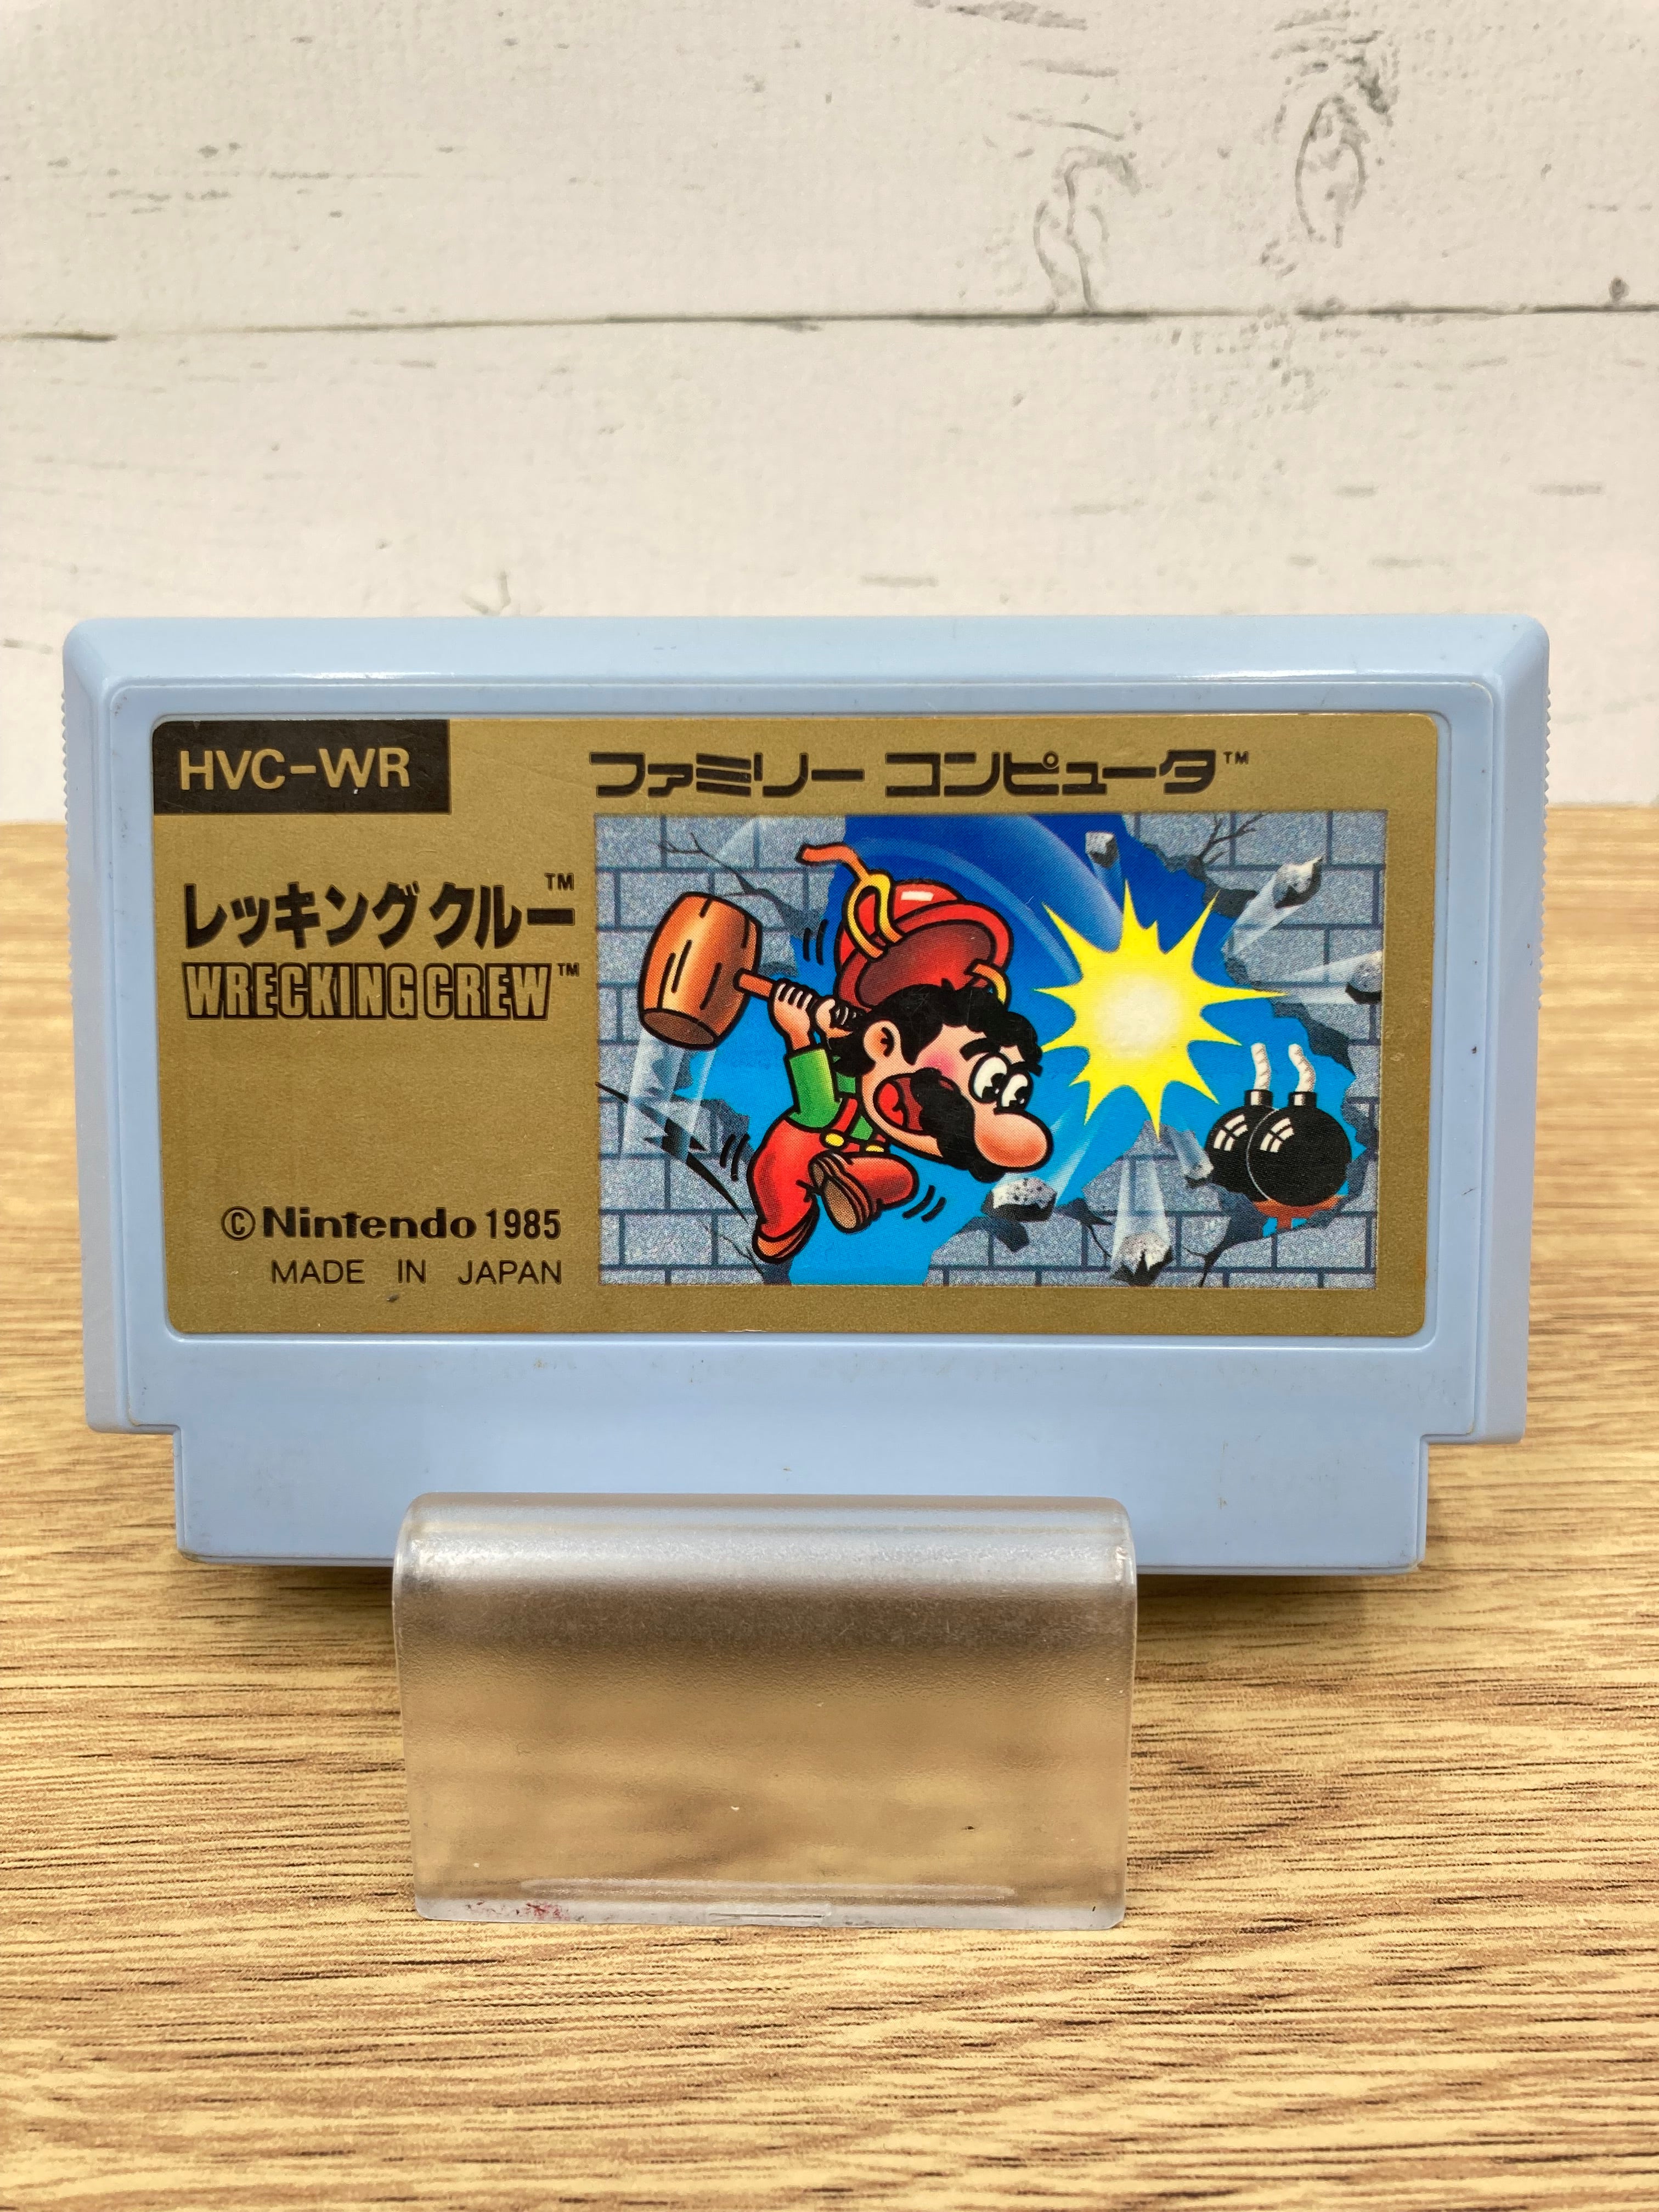 HVC-WR
ファミリー コンピュータ™
レッキング クルー™
WRECKING CREW™
©Nintendo 1985
MADE IN JAPAN